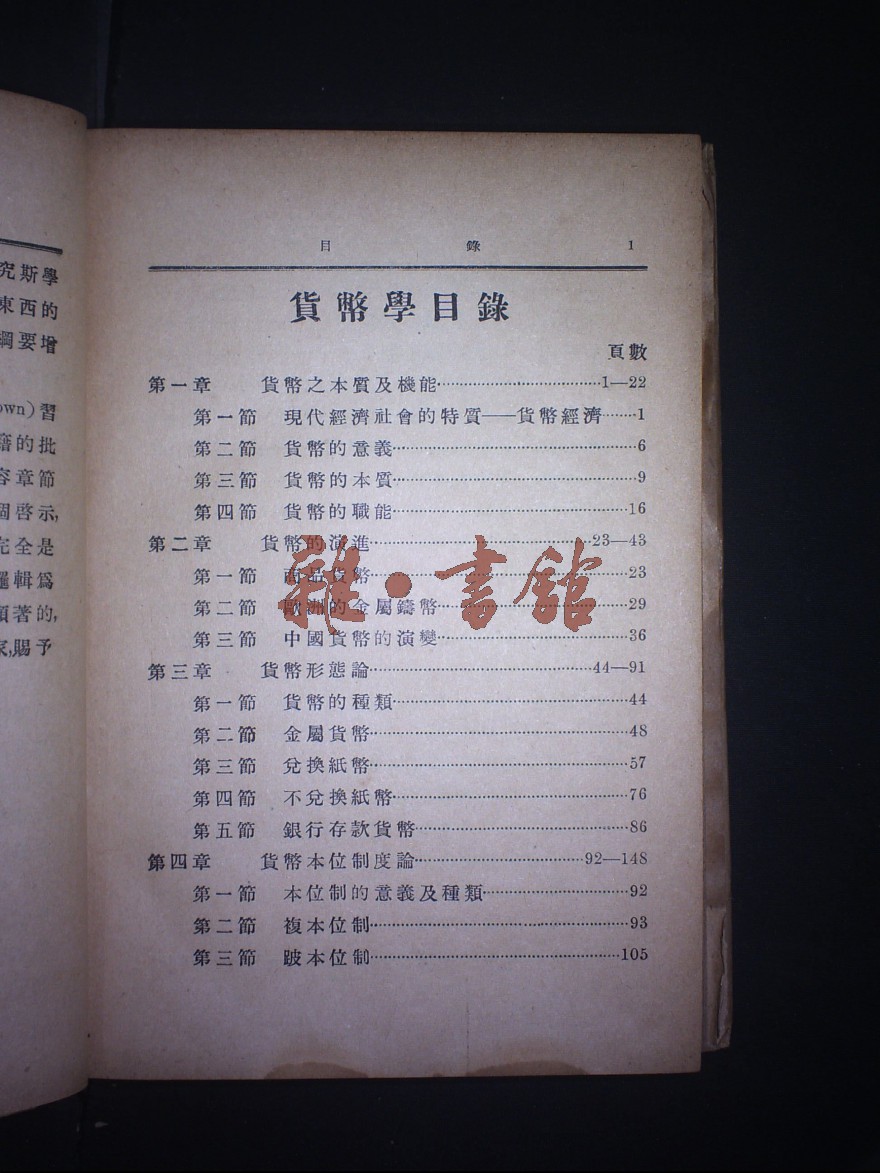 究斯學
東西的
綱要增
own)習
籍的批
容章節
個啓示,
完全是
邏輯爲
顯著的,
家,賜予
目 錄 1
貨幣學目錄
頁數
第一章 貨幣之本質及機能……1—22
第一節 現代經濟社會的特質——貨幣經濟……1
第二節 貨幣的意義……6
第三節 貨幣的本質……9
第四節 貨幣的職能……16
第二章 貨幣的演進……23—43
第一節 商品貨幣……23
第二節 歐洲的金屬鑄幣……29
第三節 中國貨幣的演變……36
第三章 貨幣形態論……44—91
第一節 貨幣的種類……44
第二節 金屬貨幣……48
第三節 兌換紙幣……57
第四節 不兌換紙幣……76
第五節 銀行存款貨幣……86
第四章 貨幣本位制度論……92—148
第一節 本位制的意義及種類……92
第二節 複本位制……93
第三節 跛本位制……105
雅·書館